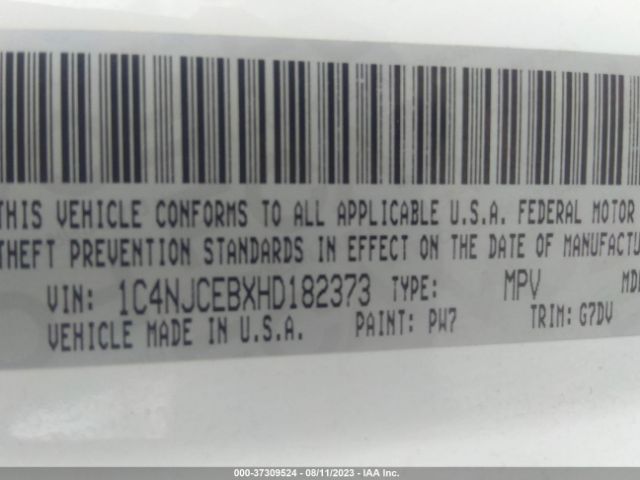 THIS VEHICLE CONFORMS TO ALL APPLICABLE U.S.A. FEDERAL MOTOR
THEFT PREVENTION STANDARDS IN EFFECT ON THE DATE OF MANUFACTU
VIN: 1C4NJCEBXHD182373 TYPE: MPV MD
VEHICLE MADE IN U.S.A. PAINT: PW7 TRIM: G7DV
000-37309524 - 08/11/2023 - IAA Inc.